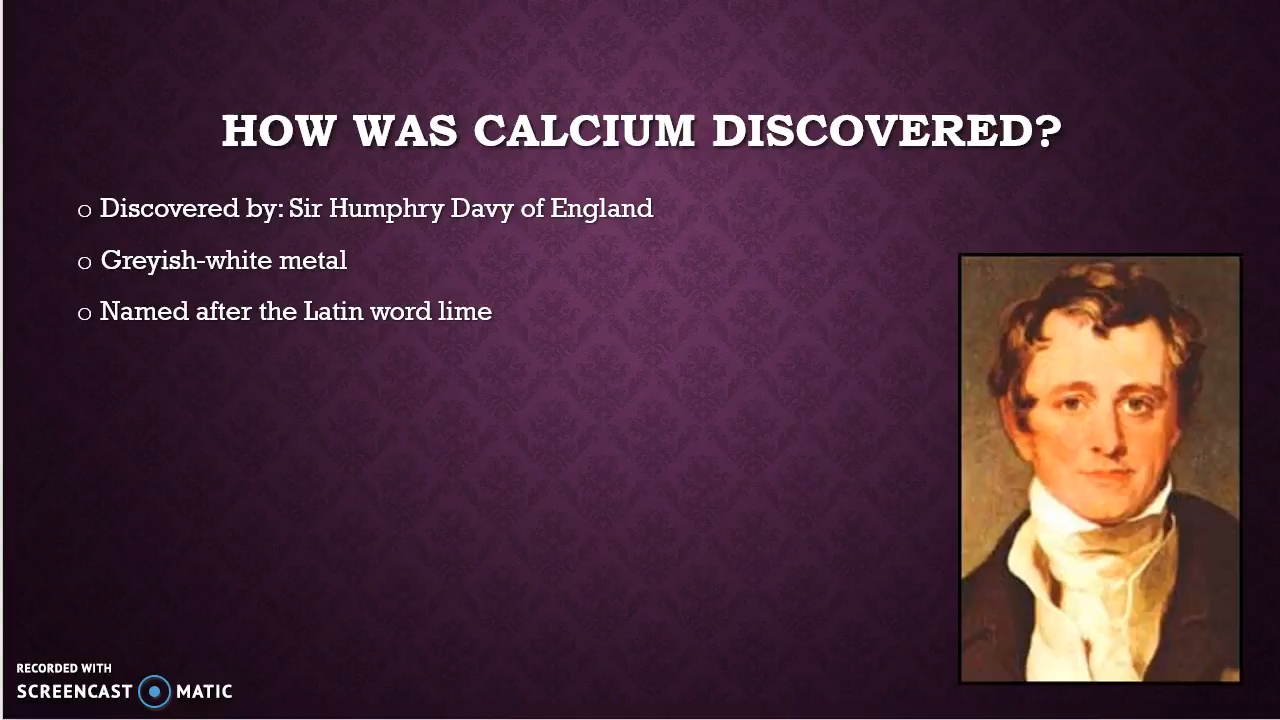 HOW WAS CALCIUM DISCOVERED?
o Discovered by: Sir Humphry Davy of England
o Greyish-white metal
o Named after the Latin word lime
RECORDED WITH
SCREENCAST MATIC